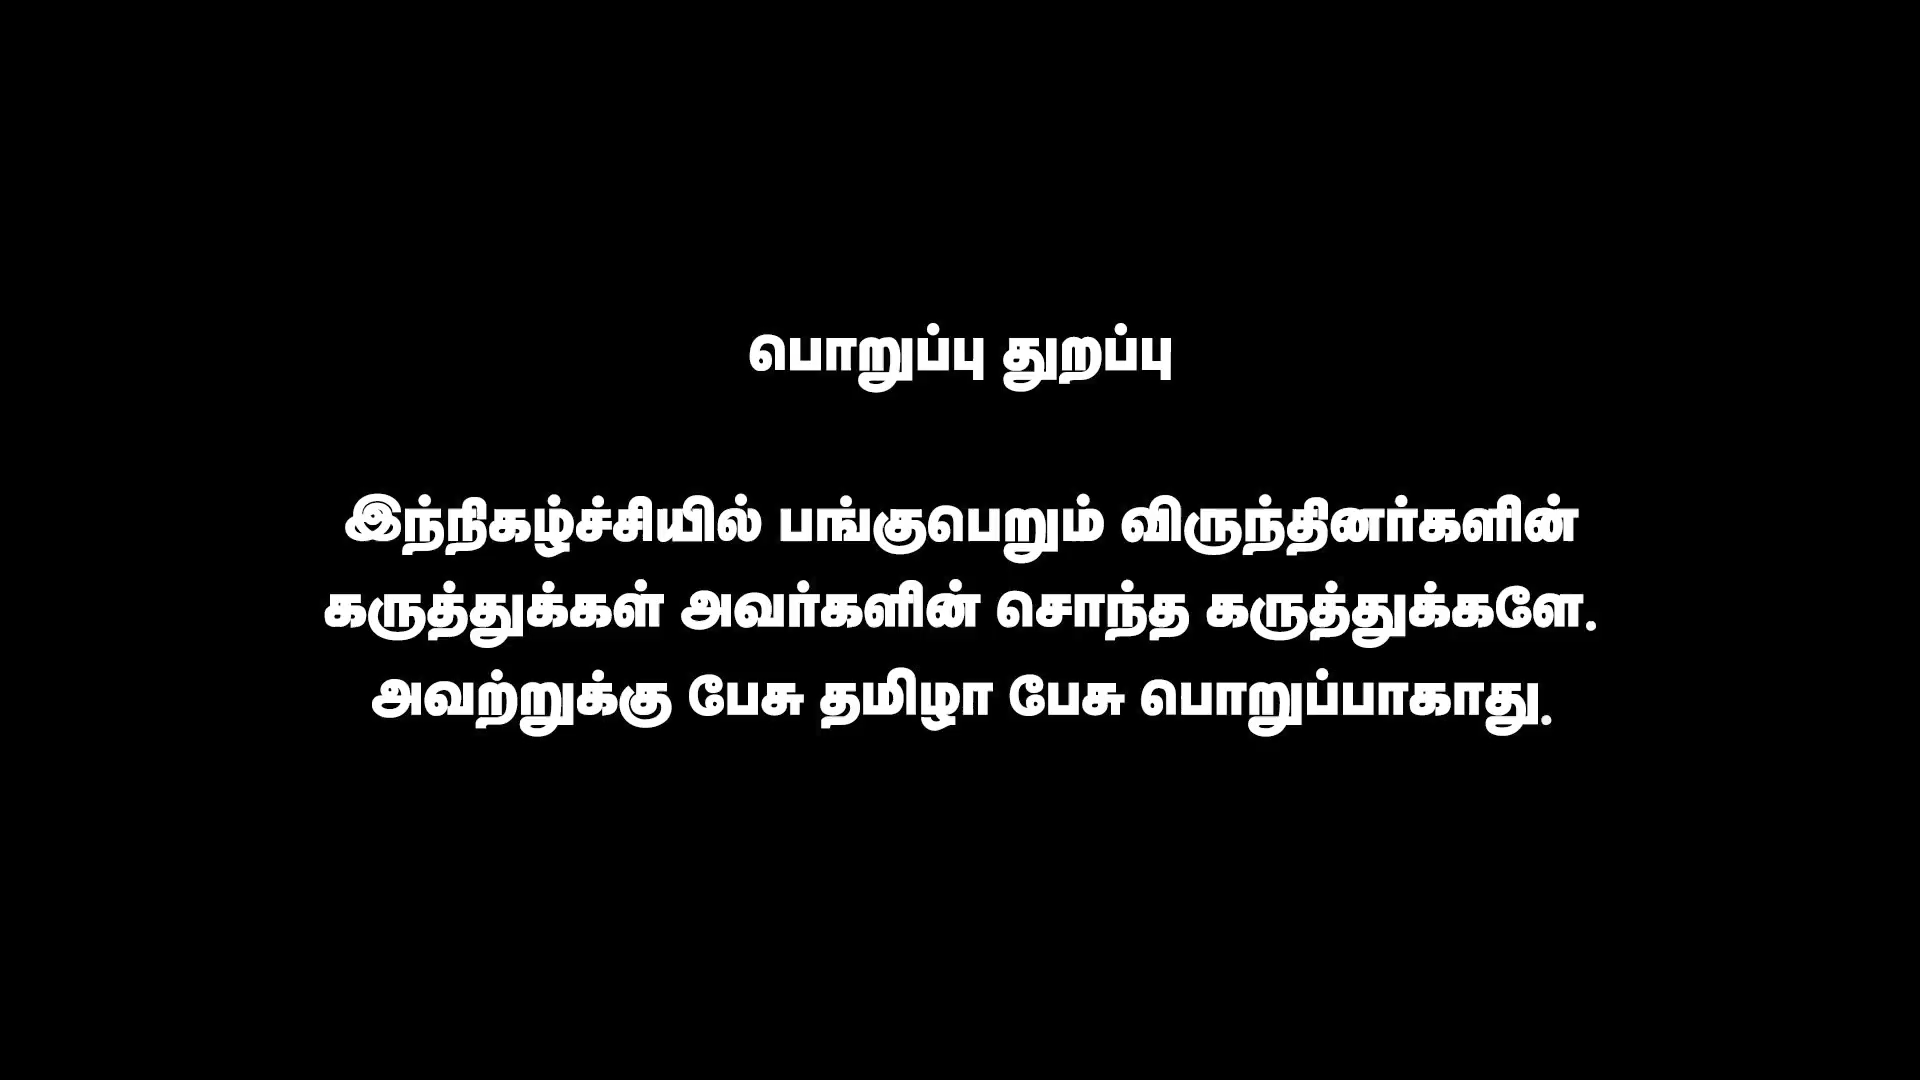 பொறுப்பு துறப்பு
இந்நிகழ்ச்சியில் பங்குபெறும் விருந்தினர்களின்
கருத்துக்கள் அவர்களின் சொந்த கருத்துக்களே.
அவற்றுக்கு பேசு தமிழா பேசு பொறுப்பாகாது.